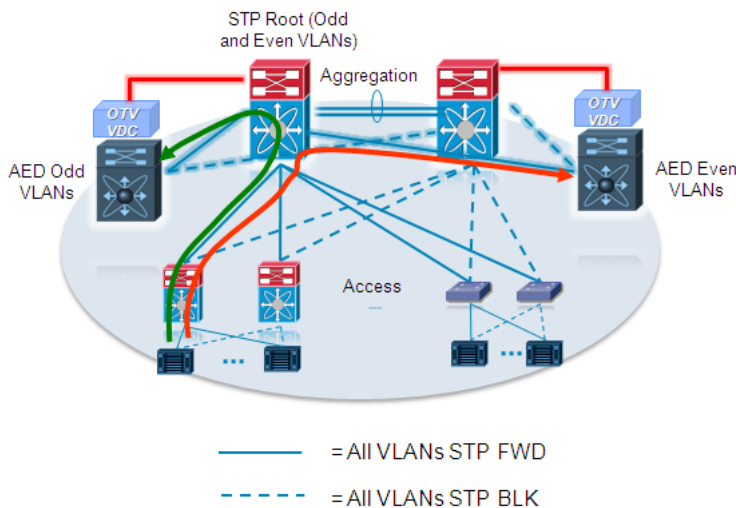 STP Root (Odd
and Even VLANs)
Aggregation
OTV
VDC
OTV
VDC
AED Odd
VLANs
AED Even
VLANs
Access
...
...
= All VLANs STP FWD
= All VLANs STP BLK